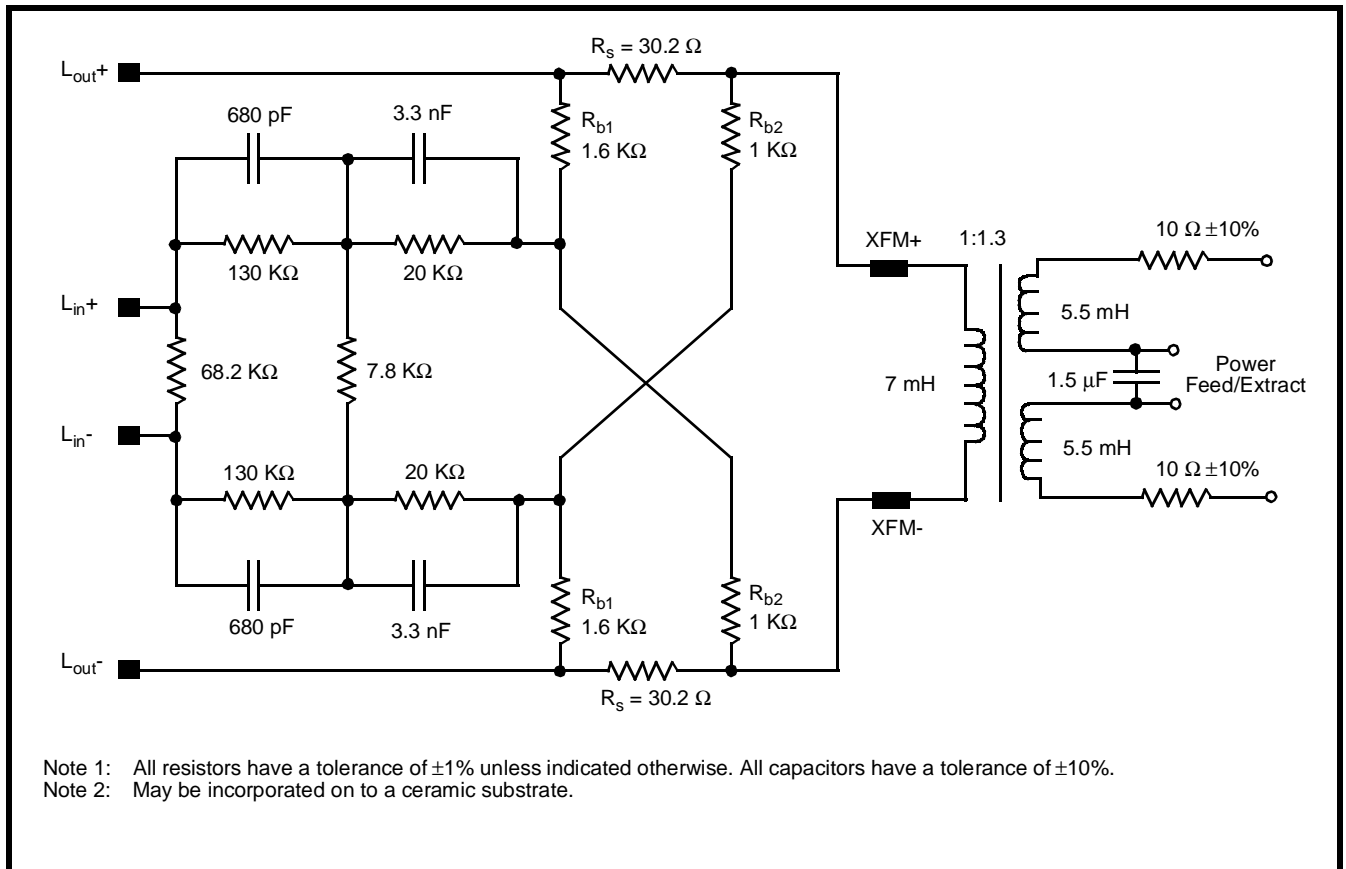 Rs = 30.2 Ω
Lout+
680 pF
3.3 nF
Rb1
1.6 KΩ
Rb2
1 KΩ
130 KΩ
20 KΩ
XFM+
1:1.3
10 Ω ±10%
Lin+
5.5 mH
68.2 KΩ
7.8 KΩ
7 mH
1.5 μF
Power
Feed/Extract
Lin-
130 KΩ
20 KΩ
5.5 mH
10 Ω ±10%
XFM-
680 pF
3.3 nF
Rb1
1.6 KΩ
Rb2
1 KΩ
Lout-
Rs = 30.2 Ω
Note 1: All resistors have a tolerance of ±1% unless indicated otherwise. All capacitors have a tolerance of ±10%.
Note 2: May be incorporated on to a ceramic substrate.